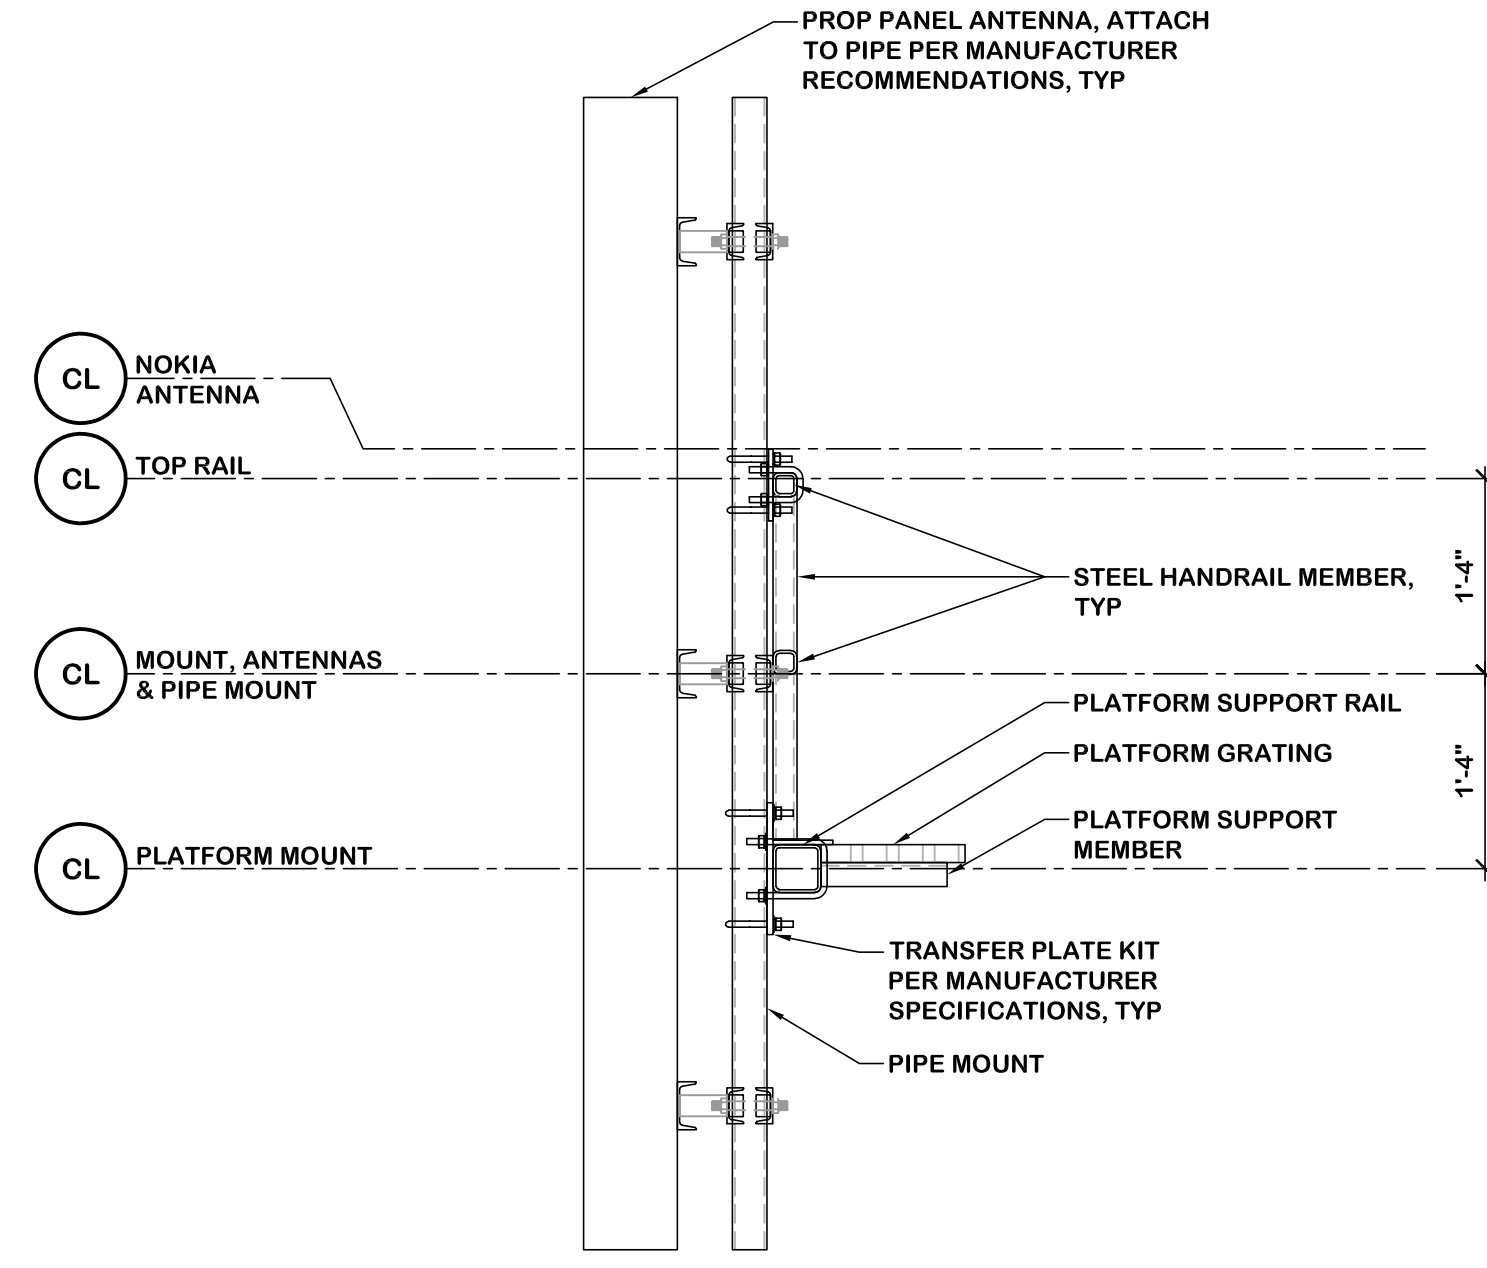 PROP PANEL ANTENNA, ATTACH
TO PIPE PER MANUFACTURER
RECOMMENDATIONS, TYP
CL
NOKIA
ANTENNA
CL
TOP RAIL
STEEL HANDRAIL MEMBER,
TYP
1'-4"
CL
MOUNT, ANTENNAS
& PIPE MOUNT
PLATFORM SUPPORT RAIL
PLATFORM GRATING
1'-4"
PLATFORM SUPPORT
MEMBER
CL
PLATFORM MOUNT
TRANSFER PLATE KIT
PER MANUFACTURER
SPECIFICATIONS, TYP
PIPE MOUNT